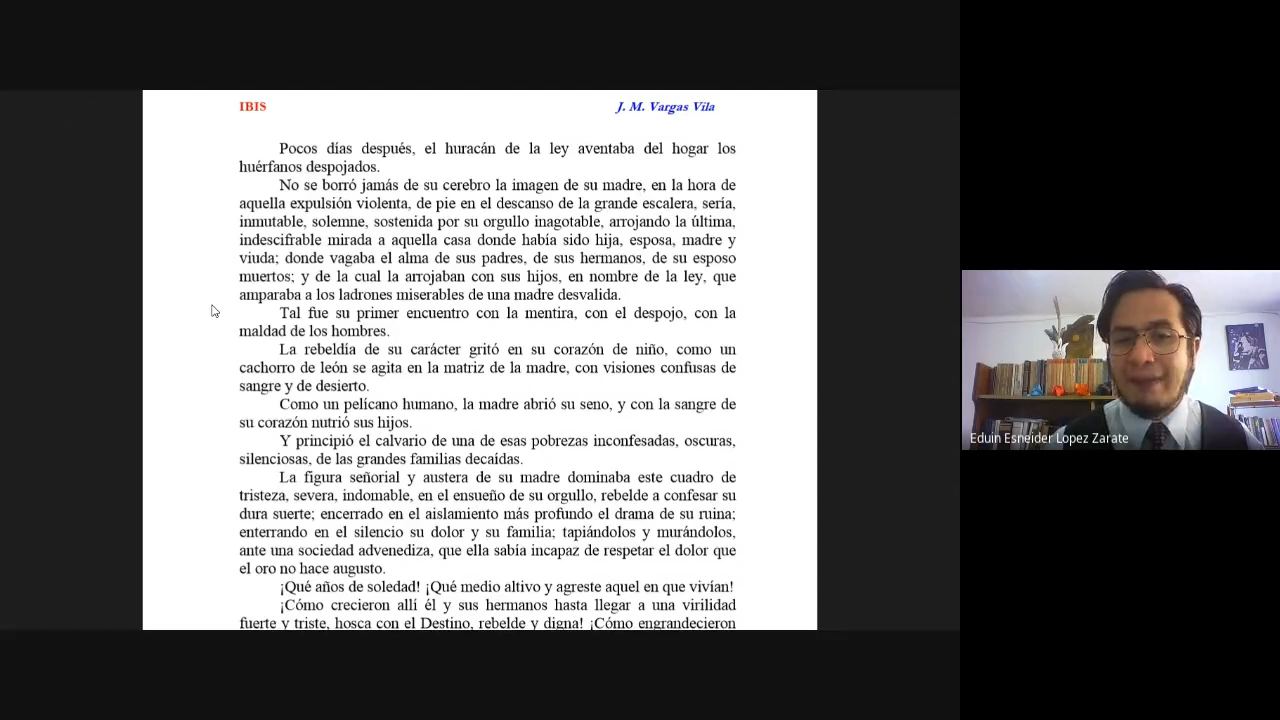 IBIS
J. M. Vargas Vila
Pocos días después, el huracán de la ley aventaba del hogar los
huérfanos despojados.
No se borró jamás de su cerebro la imagen de su madre, en la hora de
aquella expulsión violenta, de pie en el descanso de la grande escalera, sería,
inmutable, solemne, sostenida por su orgullo inagotable, arrojando la última,
indescifrable mirada a aquella casa donde había sido hija, esposa, madre y
viuda; donde vagaba el alma de sus padres, de sus hermanos, de su esposo
muertos; y de la cual la arrojaban con sus hijos, en nombre de la ley, que
amparaba a los ladrones miserables de una madre desvalida.
Tal fue su primer encuentro con la mentira, con el despojo, con la
maldad de los hombres.
La rebeldía de su carácter gritó en su corazón de niño, como un
cachorro de león se agita en la matriz de la madre, con visiones confusas de
sangre y de desierto.
Como un pelícano humano, la madre abrió su seno, y con la sangre de
su corazón nutrió sus hijos.
Y principió el calvario de una de esas pobrezas inconfesadas, oscuras,
silenciosas, de las grandes familias decaídas.
La figura señorial y austera de su madre dominaba este cuadro de
tristeza, severa, indomable, en el ensueño de su orgullo, rebelde a confesar su
dura suerte; encerrado en el aislamiento más profundo el drama de su ruina;
enterrando en el silencio su dolor y su familia; tapiándolos y murándolos,
ante una sociedad advenediza, que ella sabía incapaz de respetar el dolor que
el oro no hace augusto.
¡Qué años de soledad! ¡Qué medio altivo y agreste aquel en que vivían!
¡Cómo crecieron allí él y sus hermanos hasta llegar a una virilidad
fuerte y triste, hosca con el Destino, rebelde y digna! ¡Cómo engrandecieron
Eduin Esneider Lopez Zarate